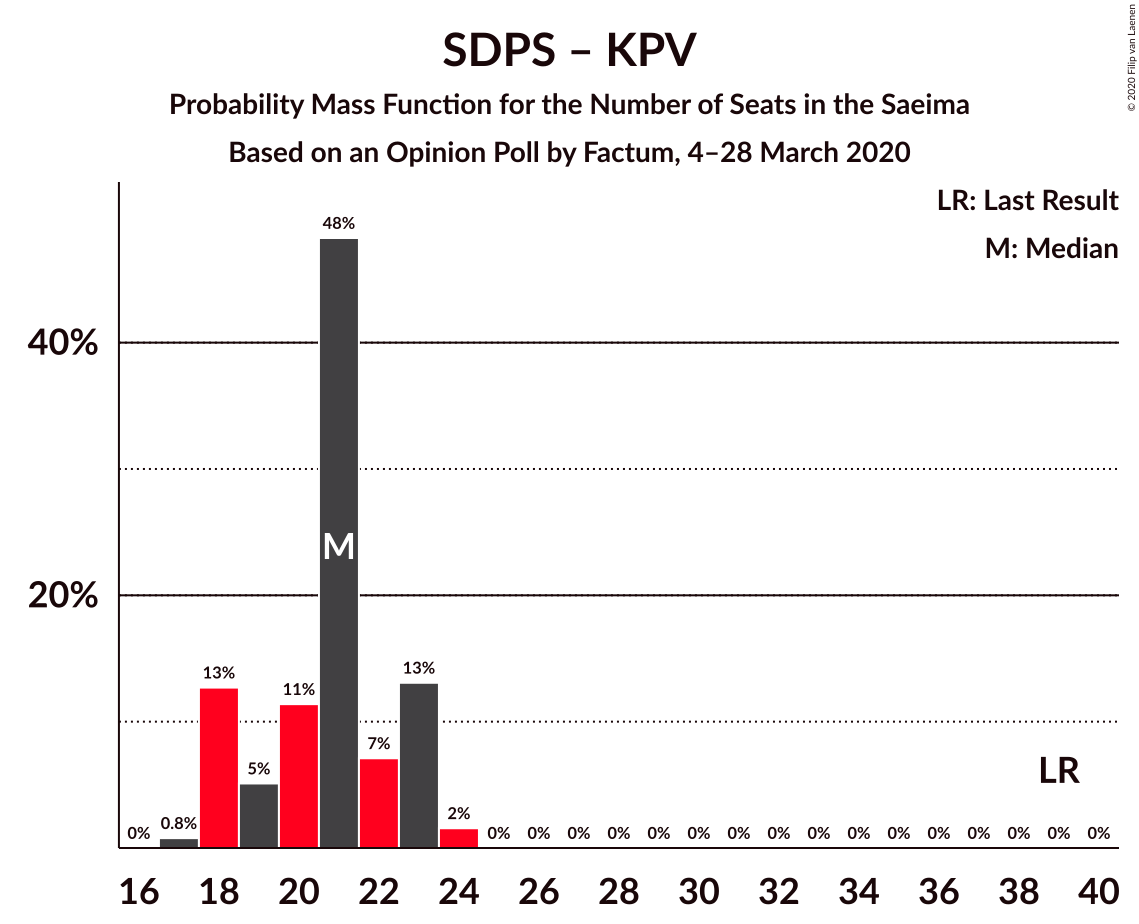 SDPS – KPV
Probability Mass Function for the Number of Seats in the Saeima
Based on an Opinion Poll by Factum, 4–28 March 2020
© 2020 Filip van Laenen
LR: Last Result
M: Median
48%
40%
M
20%
13%
13%
11%
7%
5%
LR
2%
0.8%
0% 0% 0% 0% 0% 0% 0% 0% 0% 0% 0% 0% 0% 0% 0% 0% 0%
16 18 20 22 24 26 28 30 32 34 36 38 40